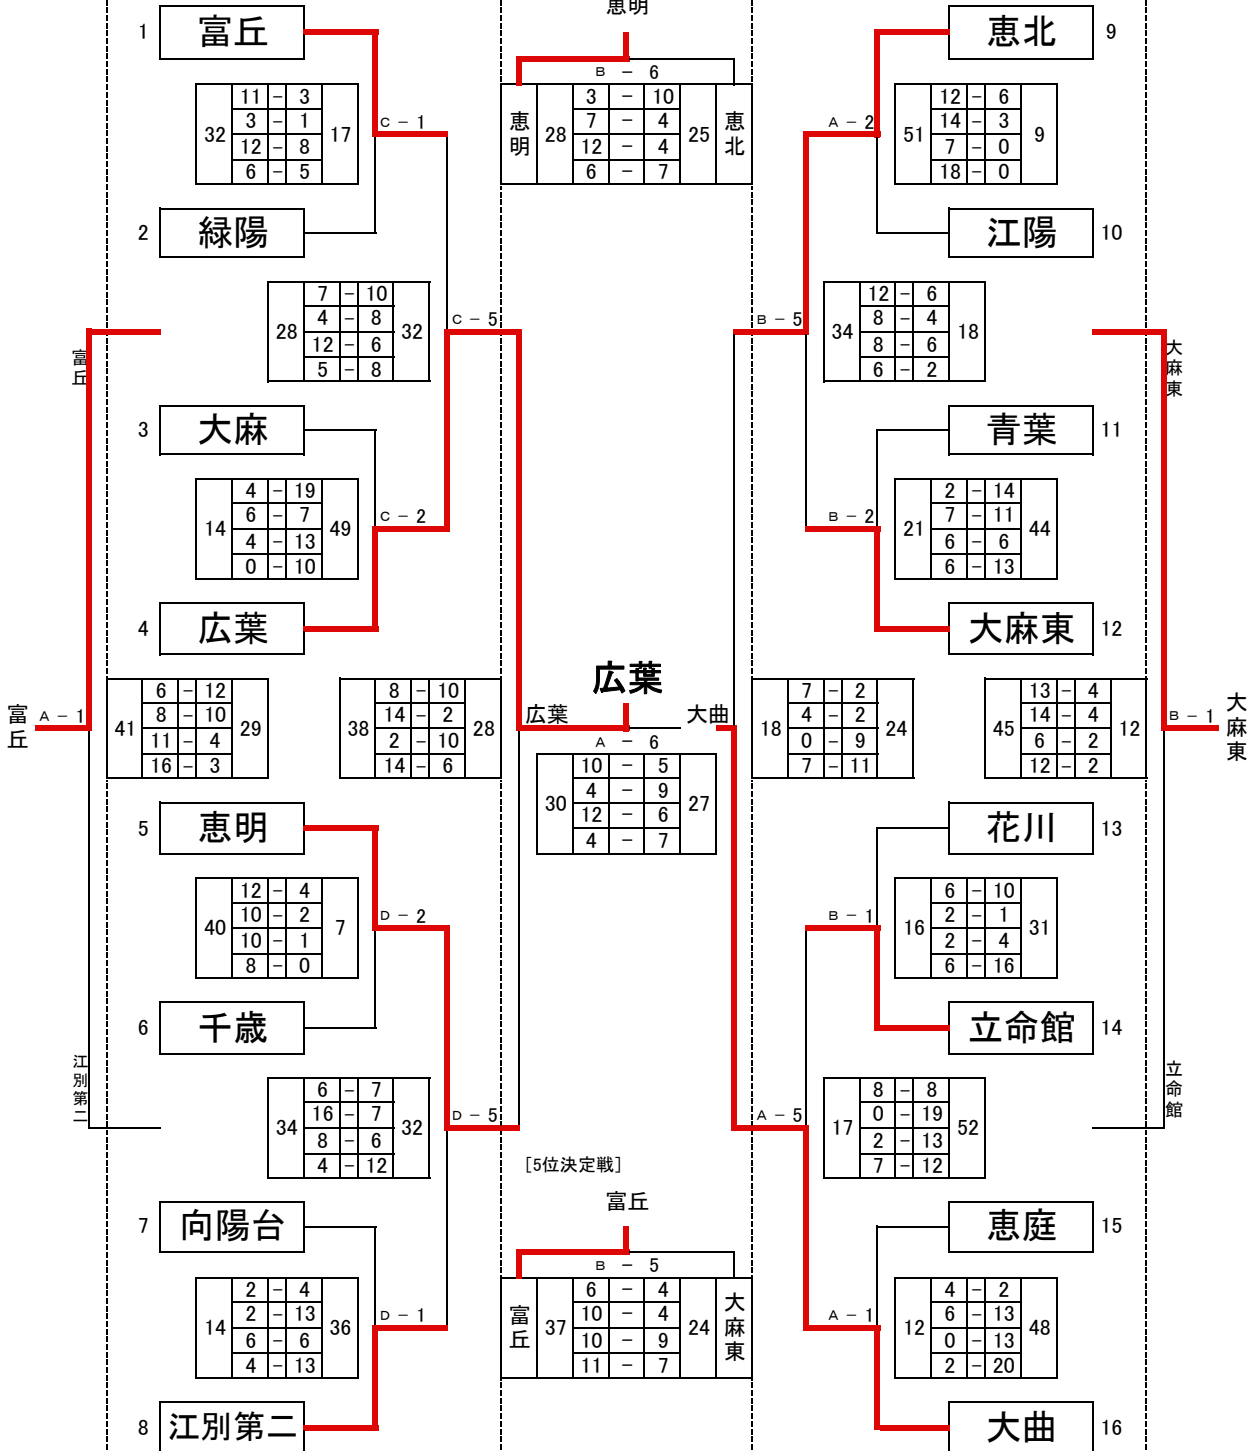 恵明
1 富丘
恵北 9
B - 6
11 - 3
3 - 1
12 - 8
6 - 5
32 17
C - 1
恵明 28
3 - 10
7 - 4
12 - 4
6 - 7
25 恵北
A - 2
51
12 - 6
14 - 3
7 - 0
18 - 0
9
2 緑陽
江陽 10
28
7 - 10
4 - 8
12 - 6
5 - 8
32
C - 5
B - 5
34
12 - 6
8 - 4
8 - 6
6 - 2
18
富丘
大麻東
3 大麻
青葉 11
14
4 - 19
6 - 7
4 - 13
0 - 10
49
C - 2
B - 2
21
2 - 14
7 - 11
6 - 6
6 - 13
44
4 広葉
大麻東 12
広葉
富丘
A - 1
41
6 - 12
8 - 10
11 - 4
16 - 3
29
38
8 - 10
14 - 2
2 - 10
14 - 6
28
広葉
大曲
18
7 - 2
4 - 2
0 - 9
7 - 11
24
45
13 - 4
14 - 4
6 - 2
12 - 2
12
B - 1
大麻東
A - 6
30
10 - 5
4 - 9
12 - 6
4 - 7
27
5 恵明
花川 13
40
12 - 4
10 - 2
10 - 1
8 - 0
7
D - 2
B - 1
16
6 - 10
2 - 1
2 - 4
6 - 16
31
6 千歳
立命館 14
江別第二
立命館
34
6 - 7
16 - 7
8 - 6
4 - 12
32
D - 5
A - 5
17
8 - 8
0 - 19
2 - 13
7 - 12
52
[5位決定戦]
富丘
7 向陽台
恵庭 15
B - 5
14
2 - 4
2 - 13
6 - 6
4 - 13
36
D - 1
富丘 37
6 - 4
10 - 4
10 - 9
11 - 7
24 大麻東
A - 1
12
4 - 2
6 - 13
0 - 13
2 - 20
48
8 江別第二
大曲 16